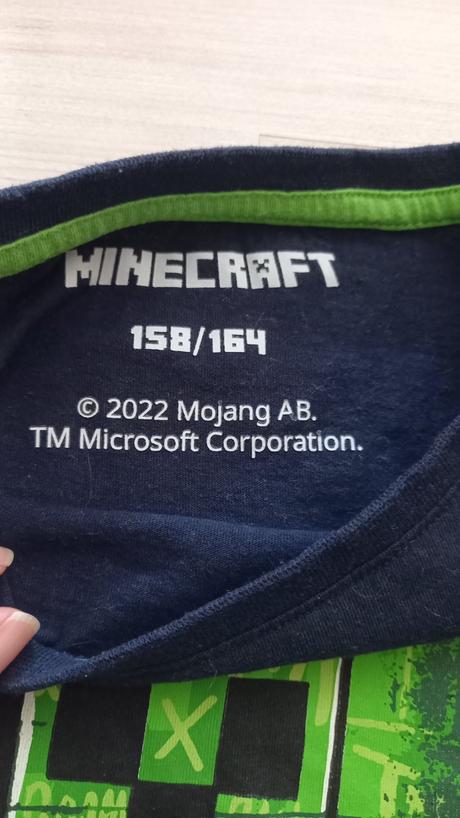 MINECRAFT
158/164
© 2022 Mojang AB.
TM Microsoft Corporation.
X